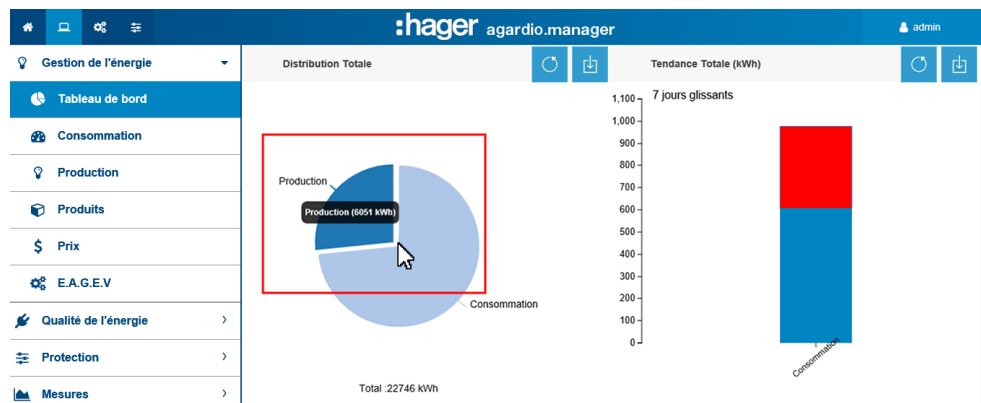 :hager agardio.manager
admin
Gestion de l'énergie
Tableau de bord
Consommation
Production
Produits
Prix
E.A.G.E.V
Qualité de l'énergie
Protection
Mesures
Distribution Totale
Production
Production (6051 kWh)
Consommation
Total :22746 kWh
Tendance Totale (kWh)
7 jours glissants
1,100
1,000
900
800
700
600
500
400
300
200
100
0
Consommation